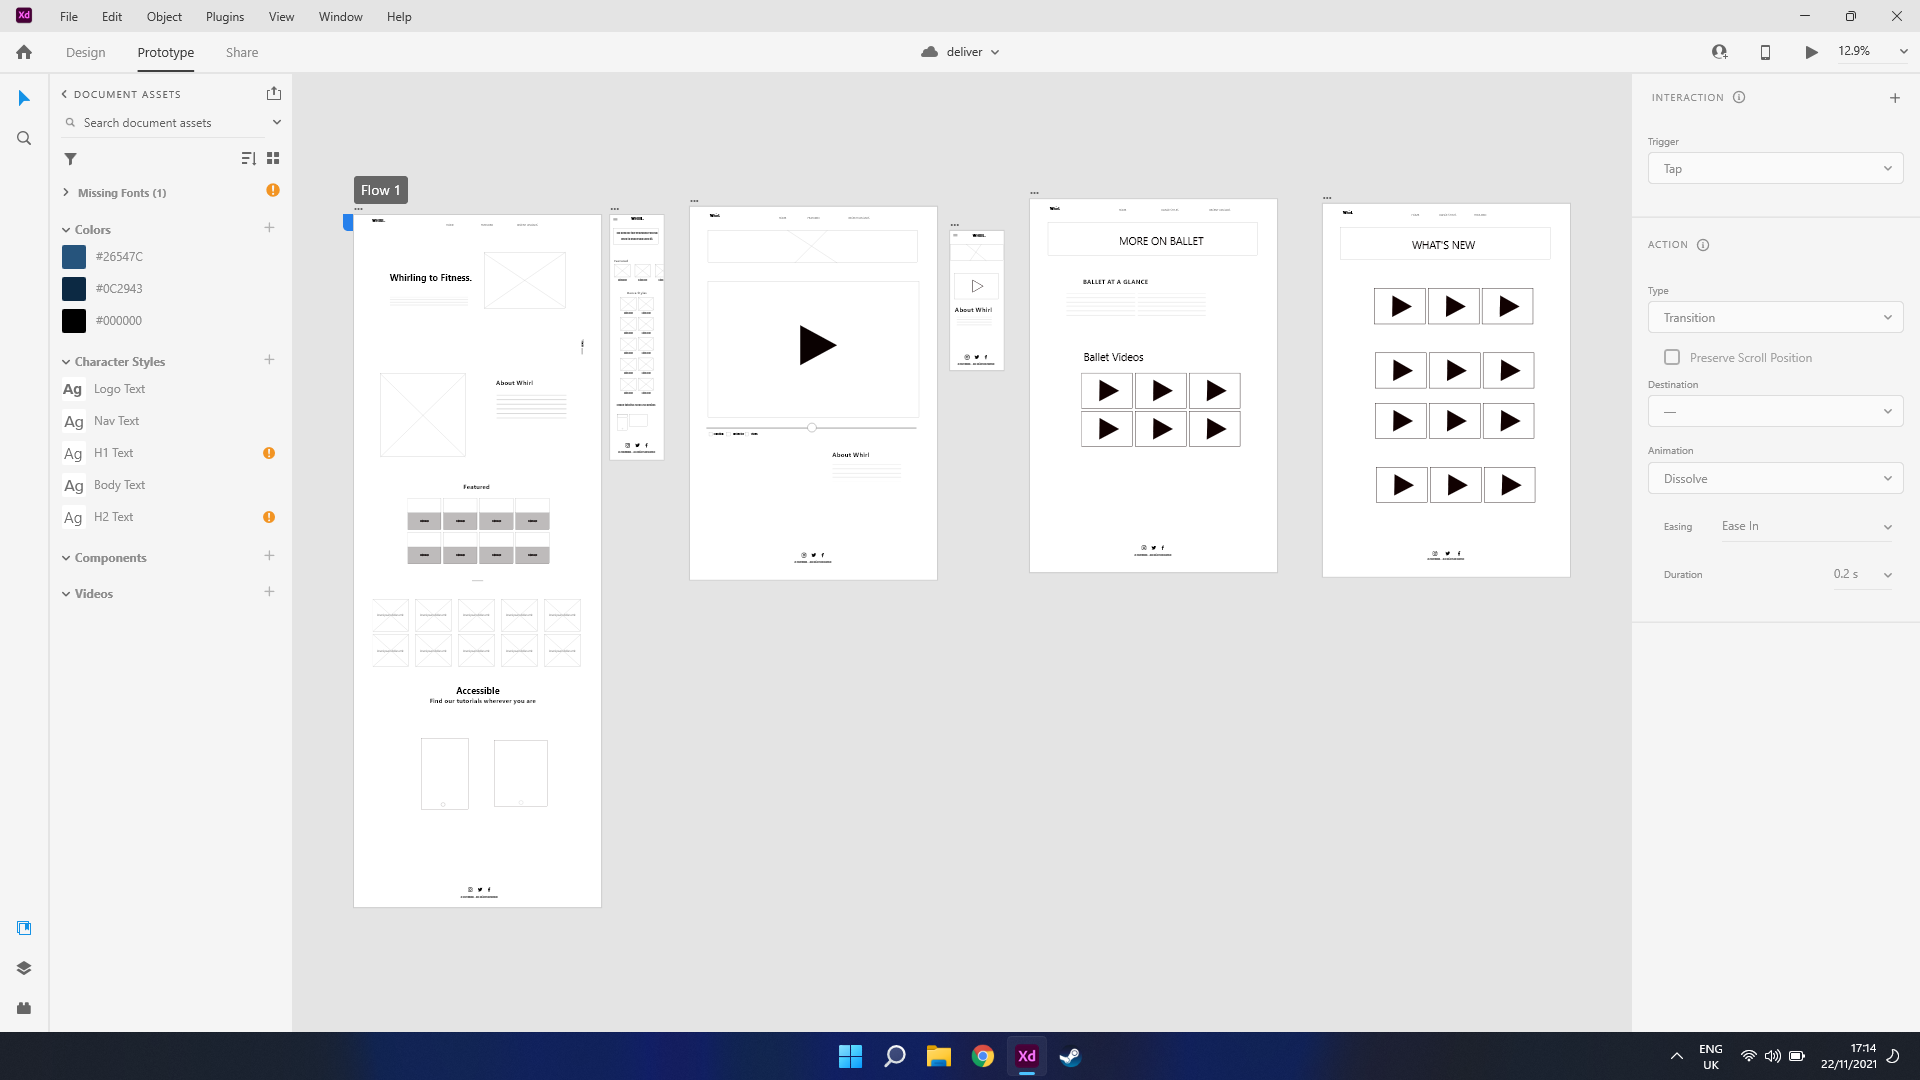 Xd File Edit Object Plugins View Window Help
Design Prototype Share
deliver
12.9%
DOCUMENT ASSETS
Search document assets
Missing Fonts (1)
Colors
#26547C
#0C2943
#000000
Character Styles
Ag Logo Text
Ag Nav Text
Ag H1 Text
Ag Body Text
Ag H2 Text
Components
Videos
Flow 1
Whirling to Fitness.
About Whirl
Featured
Accessible
Find our tutorials wherever you are
WHIRL.
WHIRL.
About Whirl
Whirl.
About Whirl
MORE ON BALLET
BALLET AT A GLANCE
Ballet Videos
WHAT'S NEW
INTERACTION
Trigger
Tap
ACTION
Type
Transition
Preserve Scroll Position
Destination
—
Animation
Dissolve
Easing Ease In
Duration 0.2 s
Xd
ENG
UK
17:14
22/11/2021